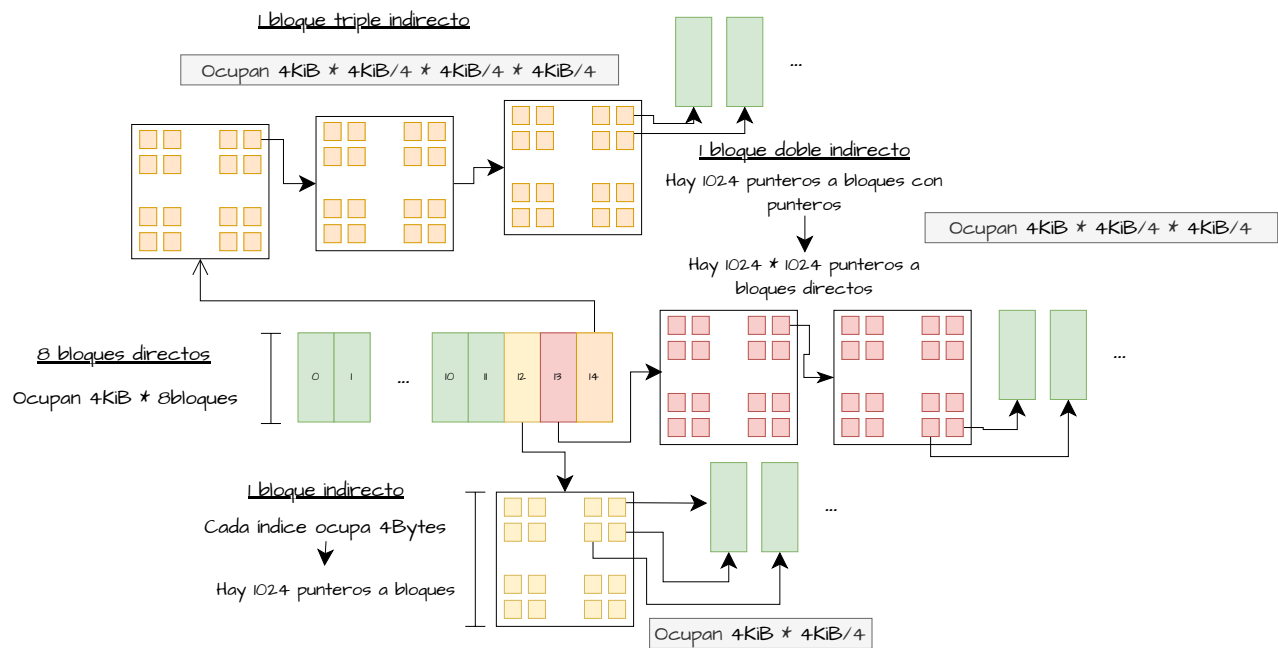 1 bloque triple indirecto
Ocupan 4KiB * 4KiB/4 * 4KiB/4 * 4KiB/4
...
1 bloque doble indirecto
Hay 1024 punteros a bloques con
punteros
Ocupan 4KiB * 4KiB/4 * 4KiB/4
Hay 1024 * 1024 punteros a
bloques directos
8 bloques directos
Ocupan 4KiB * 8bloques
0 1 ... 10 11 12 13 14
...
1 bloque indirecto
Cada indice ocupa 4Bytes
Hay 1024 punteros a bloques
...
Ocupan 4KiB * 4KiB/4